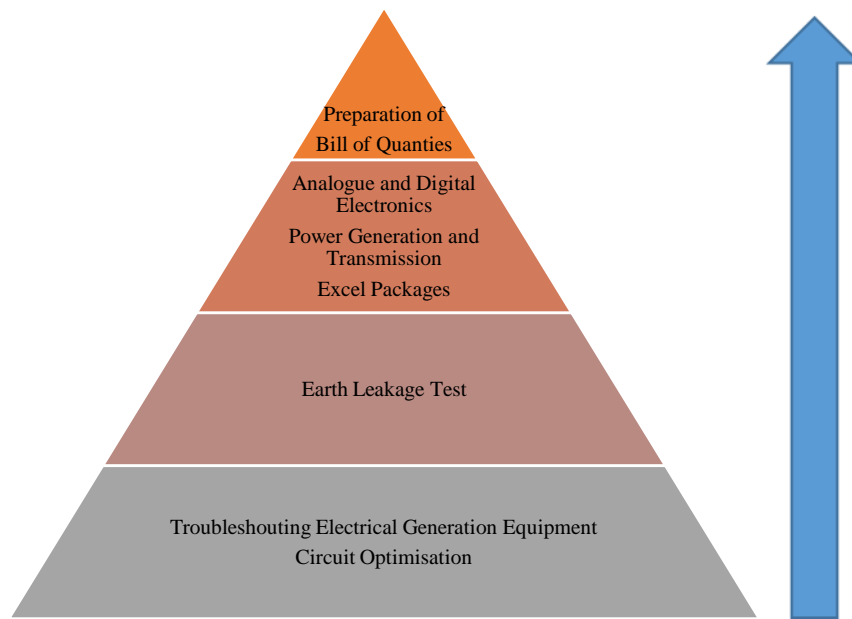 Preparation of
Bill of Quanties
Analogue and Digital
Electronics
Power Generation and
Transmission
Excel Packages
Earth Leakage Test
Troubleshouting Electrical Generation Equipment
Circuit Optimisation